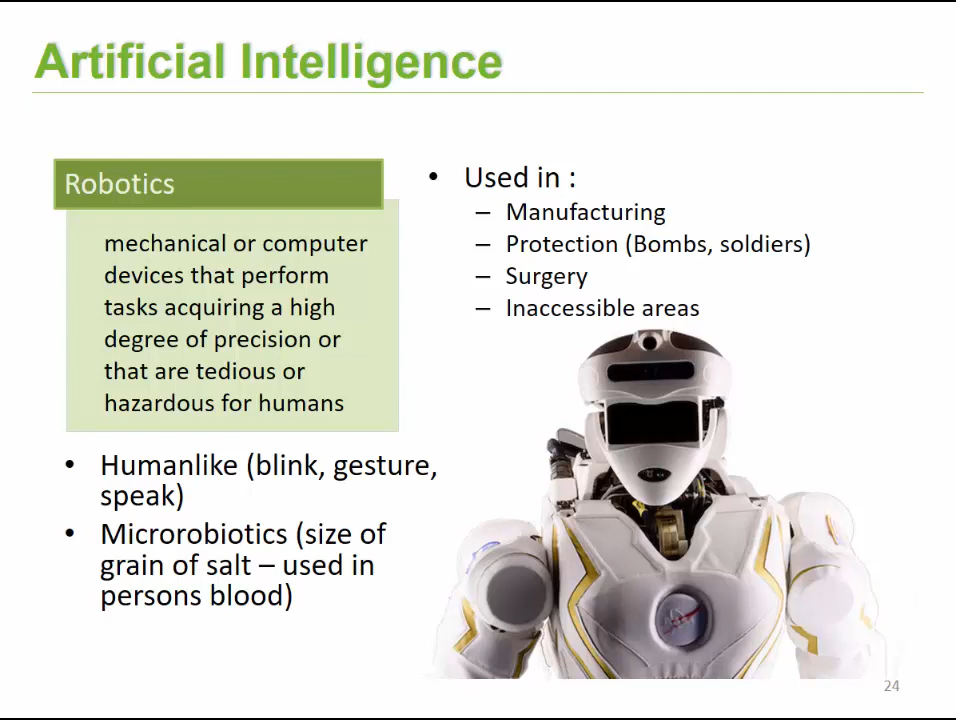 Artificial Intelligence
Robotics
mechanical or computer
devices that perform
tasks acquiring a high
degree of precision or
that are tedious or
hazardous for humans
• Humanlike (blink, gesture,
speak)
• Microrobiotics (size of
grain of salt – used in
persons blood)
• Used in :
– Manufacturing
– Protection (Bombs, soldiers)
– Surgery
– Inaccessible areas
24